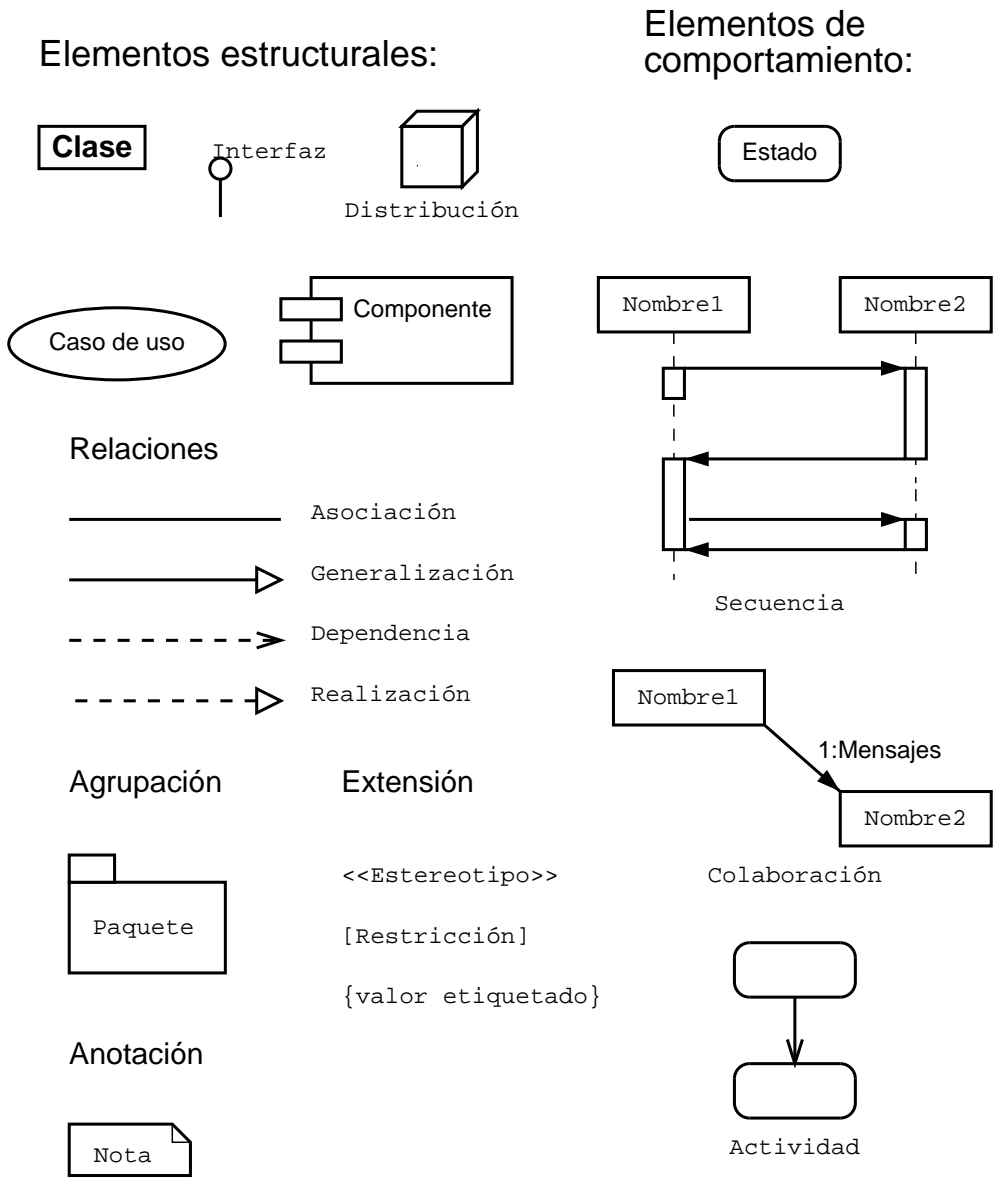 Elementos estructurales:
Clase
Interfaz
Distribución
Caso de uso
Componente
Relaciones
Asociación
Generalización
Dependencia
Realización
Agrupación
Paquete
Extensión
<<Estereotipo>>
[Restricción]
{valor etiquetado}
Anotación
Nota
Elementos de
comportamiento:
Estado
Nombre1
Nombre2
Secuencia
Nombre1
1:Mensajes
Nombre2
Colaboración
Actividad